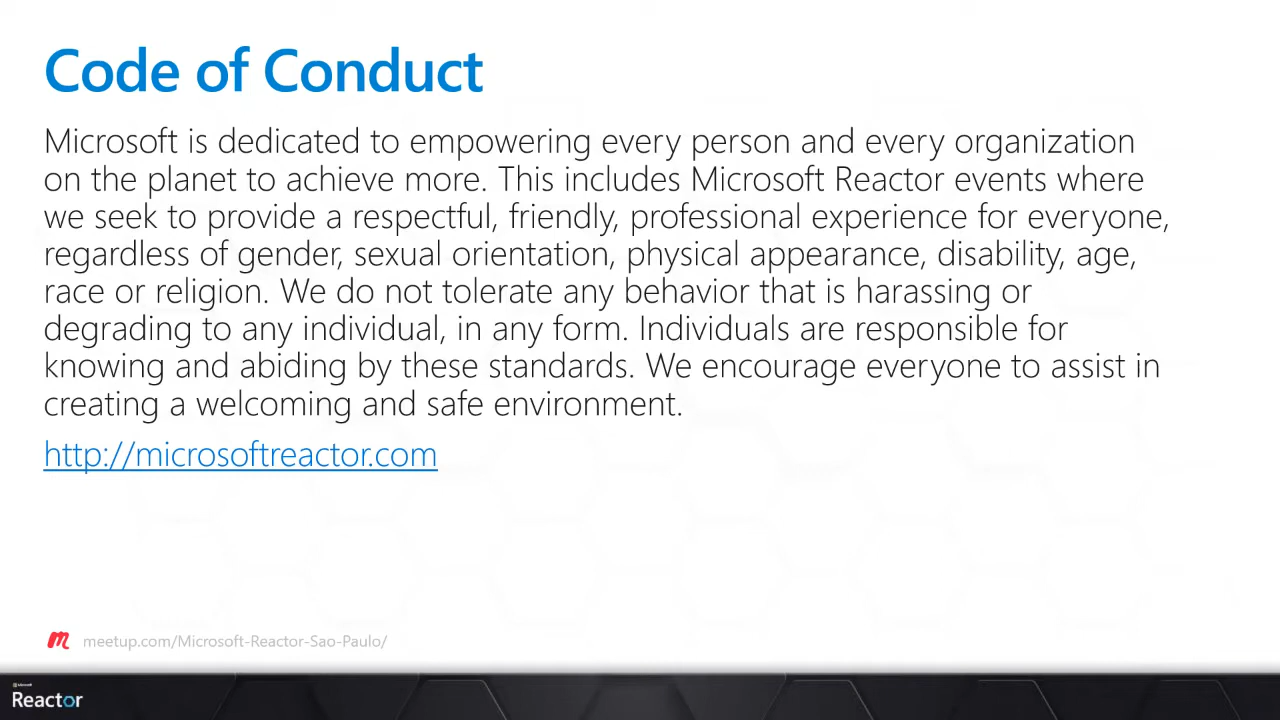 Code of Conduct
Microsoft is dedicated to empowering every person and every organization
on the planet to achieve more. This includes Microsoft Reactor events where
we seek to provide a respectful, friendly, professional experience for everyone,
regardless of gender, sexual orientation, physical appearance, disability, age,
race or religion. We do not tolerate any behavior that is harassing or
degrading to any individual, in any form. Individuals are responsible for
knowing and abiding by these standards. We encourage everyone to assist in
creating a welcoming and safe environment.
http://microsoftreactor.com
m meetup.com/Microsoft-Reactor-Sao-Paulo/
Microsoft
Reactor